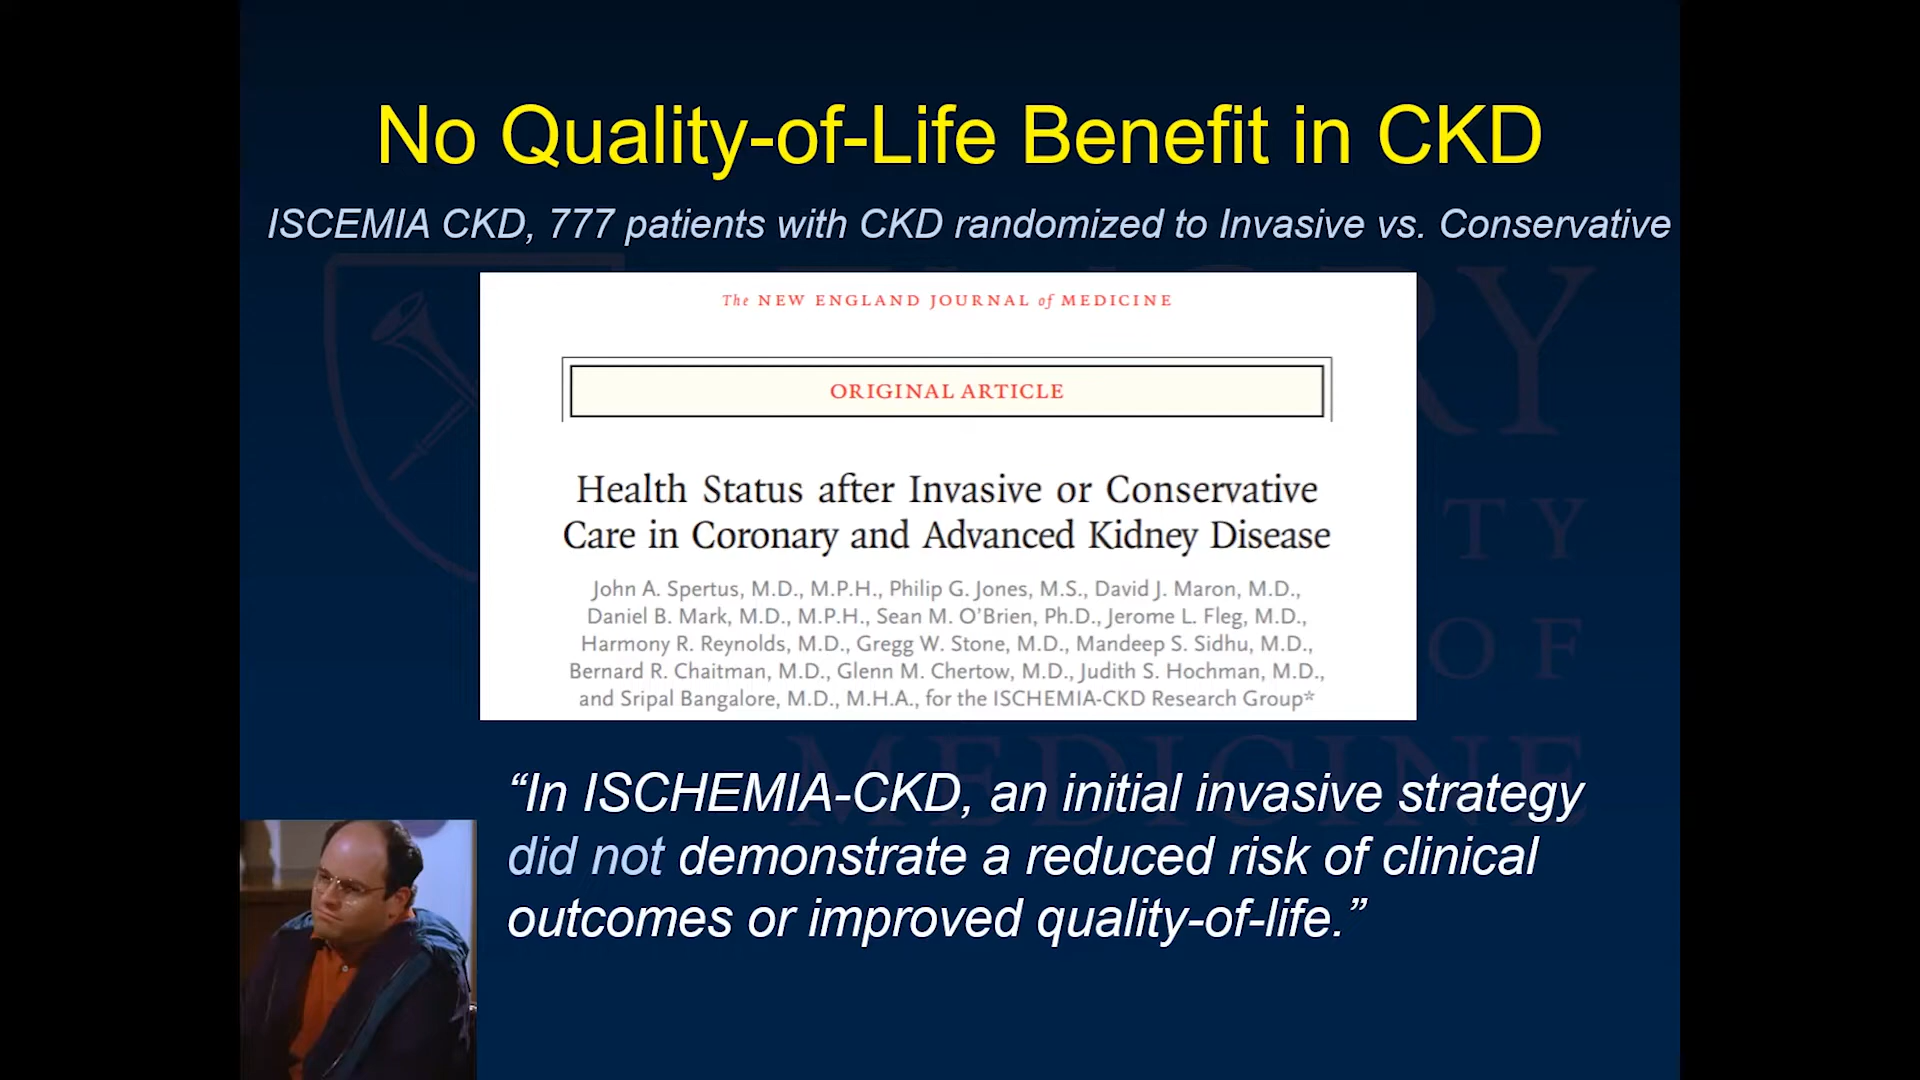 No Quality-of-Life Benefit in CKD
ISCEMIA CKD, 777 patients with CKD randomized to Invasive vs. Conservative
The NEW ENGLAND JOURNAL of MEDICINE
ORIGINAL ARTICLE
Health Status after Invasive or Conservative
Care in Coronary and Advanced Kidney Disease
John A. Spertus, M.D., M.P.H., Philip G. Jones, M.S., David J. Maron, M.D.,
Daniel B. Mark, M.D., M.P.H., Sean M. O’Brien, Ph.D., Jerome L. Fleg, M.D.,
Harmony R. Reynolds, M.D., Gregg W. Stone, M.D., Mandeep S. Sidhu, M.D.,
Bernard R. Chaitman, M.D., Glenn M. Chertow, M.D., Judith S. Hochman, M.D.,
and Sripal Bangalore, M.D., M.H.A., for the ISCHEMIA-CKD Research Group*
“In ISCHEMIA-CKD, an initial invasive strategy
did not demonstrate a reduced risk of clinical
outcomes or improved quality-of-life.”
RY
TY
OF
MEDICINE